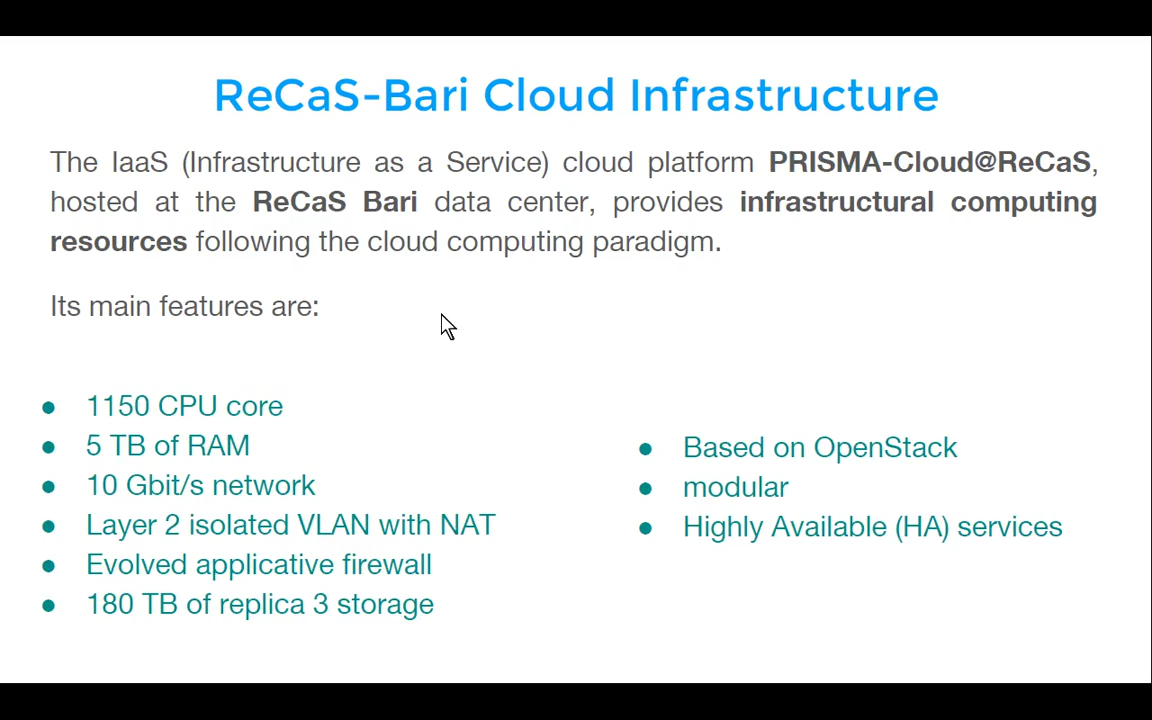 ReCaS-Bari Cloud Infrastructure
The IaaS (Infrastructure as a Service) cloud platform PRISMA-Cloud@ReCaS,
hosted at the ReCaS Bari data center, provides infrastructural computing
resources following the cloud computing paradigm.
Its main features are:
● 1150 CPU core
● 5 TB of RAM
● 10 Gbit/s network
● Layer 2 isolated VLAN with NAT
● Evolved applicative firewall
● 180 TB of replica 3 storage
● Based on OpenStack
● modular
● Highly Available (HA) services